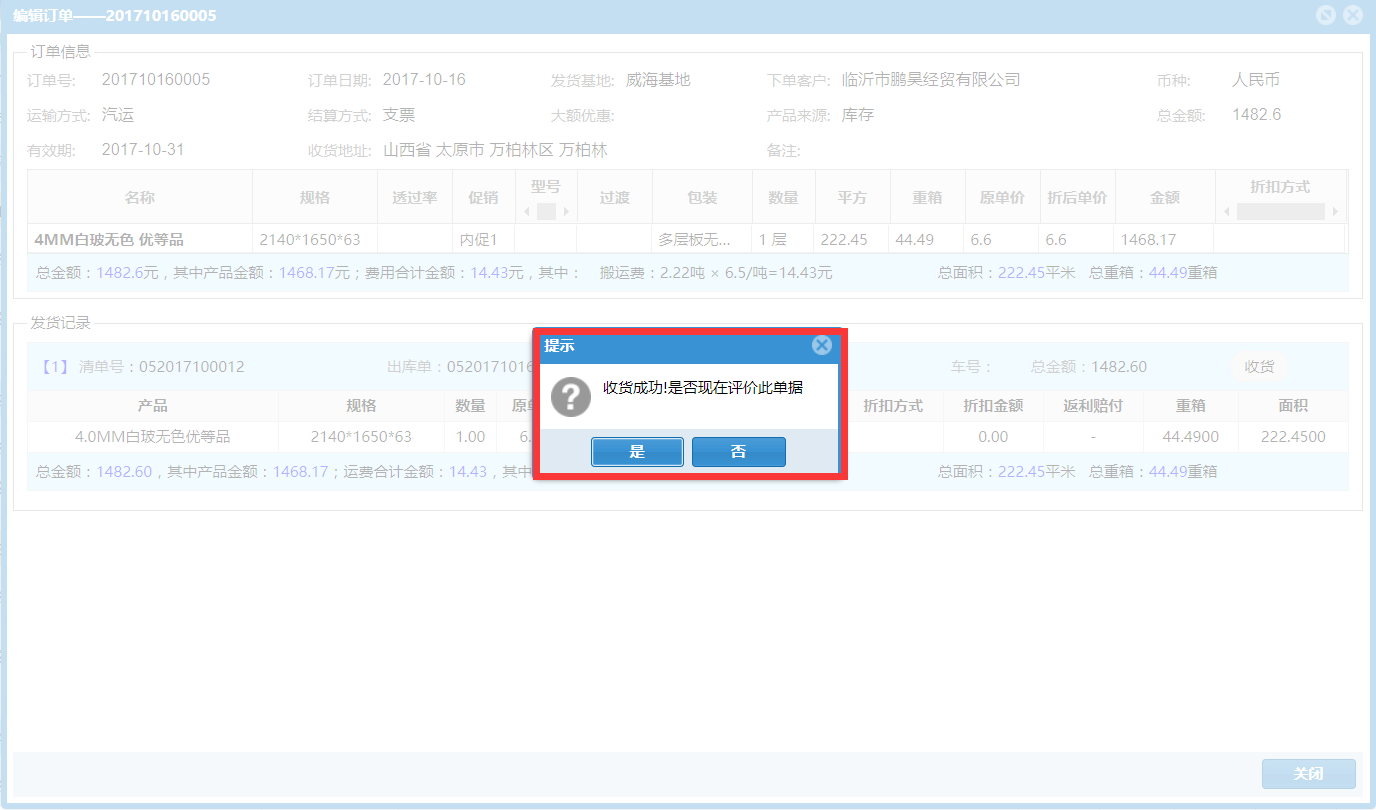 编辑订单——201710160005
订单信息
订单号: 201710160005 订单日期: 2017-10-16 发货基地: 威海基地 下单客户: 临沂市鹏昊经贸有限公司 币种: 人民币
运输方式: 汽运 结算方式: 支票 大额优惠: 产品来源: 库存 总金额: 1482.6
有效期: 2017-10-31 收货地址: 山西省 太原市 万柏林区 万柏林 备注:
名称 规格 透过率 促销 型号 过渡 包装 数量 平方 重箱 原单价 折后单价 金额 折扣方式
4MM白玻无色 优等品 2140*1650*63 内促1 多层板无... 1 层 222.45 44.49 6.6 6.6 1468.17
总金额：1482.6元，其中产品金额：1468.17元；费用合计金额：14.43元，其中： 搬运费：2.22吨 × 6.5/吨=14.43元 总面积：222.45平米 总重箱：44.49重箱
发货记录
【1】 清单号：052017100012 出库单：052017101 车号： 总金额：1482.60 收货
产品 规格 数量 原单 折扣方式 折扣金额 返利赔付 重箱 面积
4.0MM白玻无色优等品 2140*1650*63 1.00 6. 0.00 - 44.4900 222.4500
总金额：1482.60，其中产品金额：1468.17；运费合计金额：14.43，其中 总面积：222.45平米 总重箱：44.49重箱
提示
收货成功!是否现在评价此单据
是 否
关闭